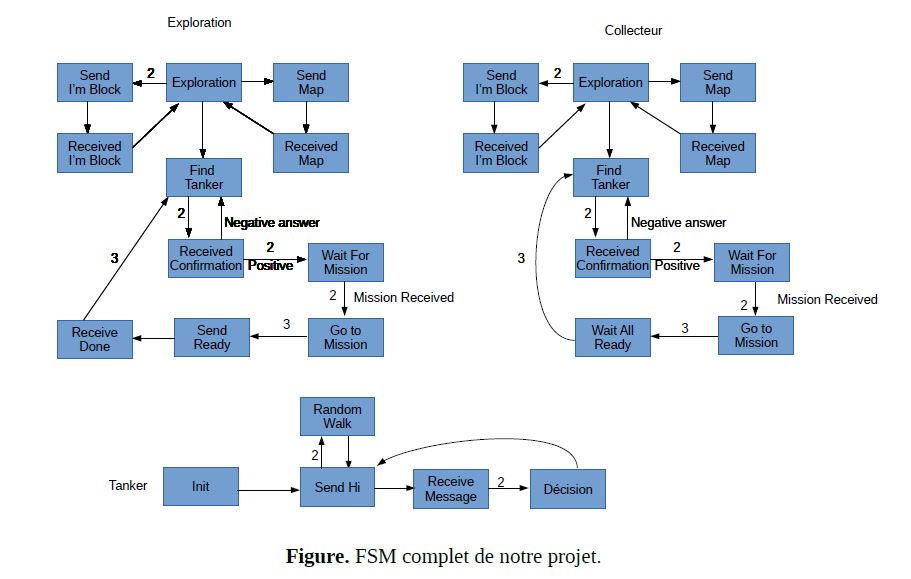 Exploration
Send
I'm Block
2
Exploration
Send
Map
Received
I'm Block
Received
Map
Find
Tanker
2
Negative answer
3
Received
Confirmation
2
Positive
Wait For
Mission
2
Mission Received
Receive
Done
Send
Ready
3
Go to
Mission
Collecteur
Send
I'm Block
2
Exploration
Send
Map
Received
I'm Block
Received
Map
Find
Tanker
2
Negative answer
3
Received
Confirmation
2
Positive
Wait For
Mission
2
Mission Received
Wait All
Ready
3
Go to
Mission
Random
Walk
2
Tanker
Init
Send Hi
Receive
Message
2
Décision
Figure. FSM complet de notre projet.